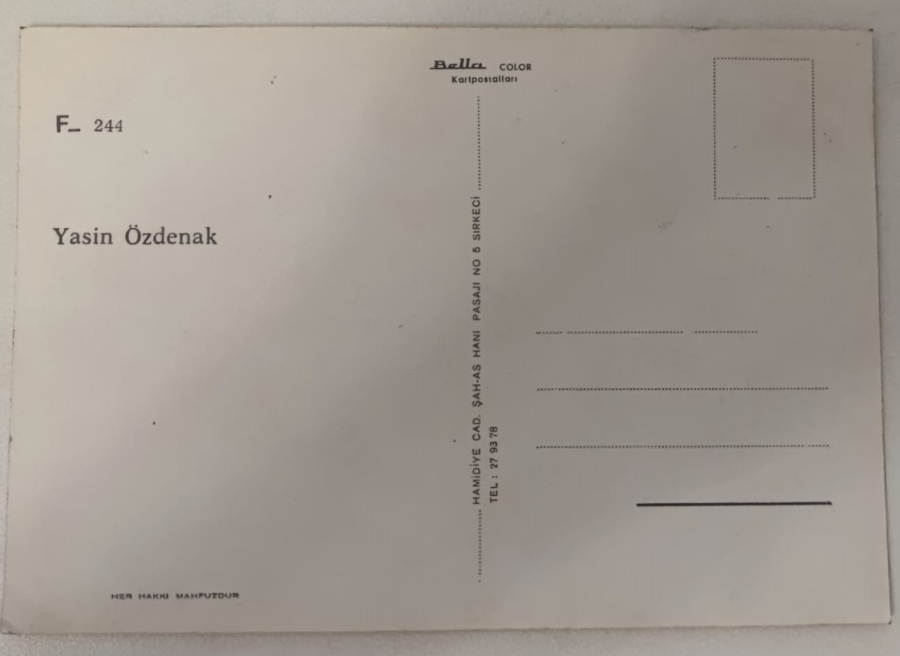 F_ 244
Yasin Özdenak
HER HAKKI MAHFUZDUR
Bella COLOR
Kartpostalları
HAMİDİYE CAD. ŞAH-AS HANI PASAJI NO 5 SİRKECİ
TEL : 27 93 78